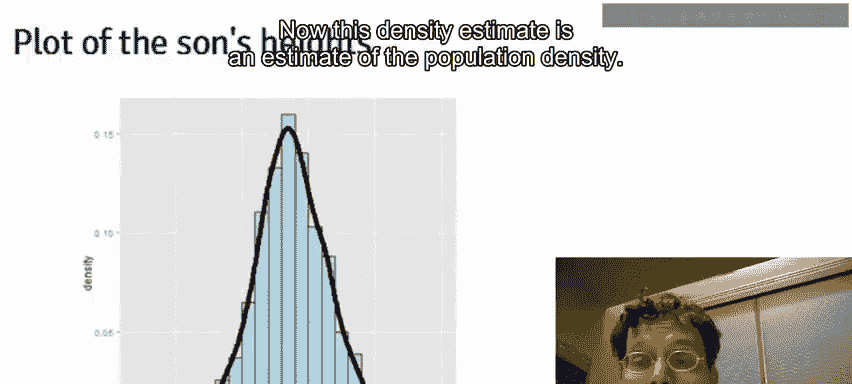 Plot of the son's heights
Now this density estimate is
an estimate of the population density.
0.15
0.10
density
0.05